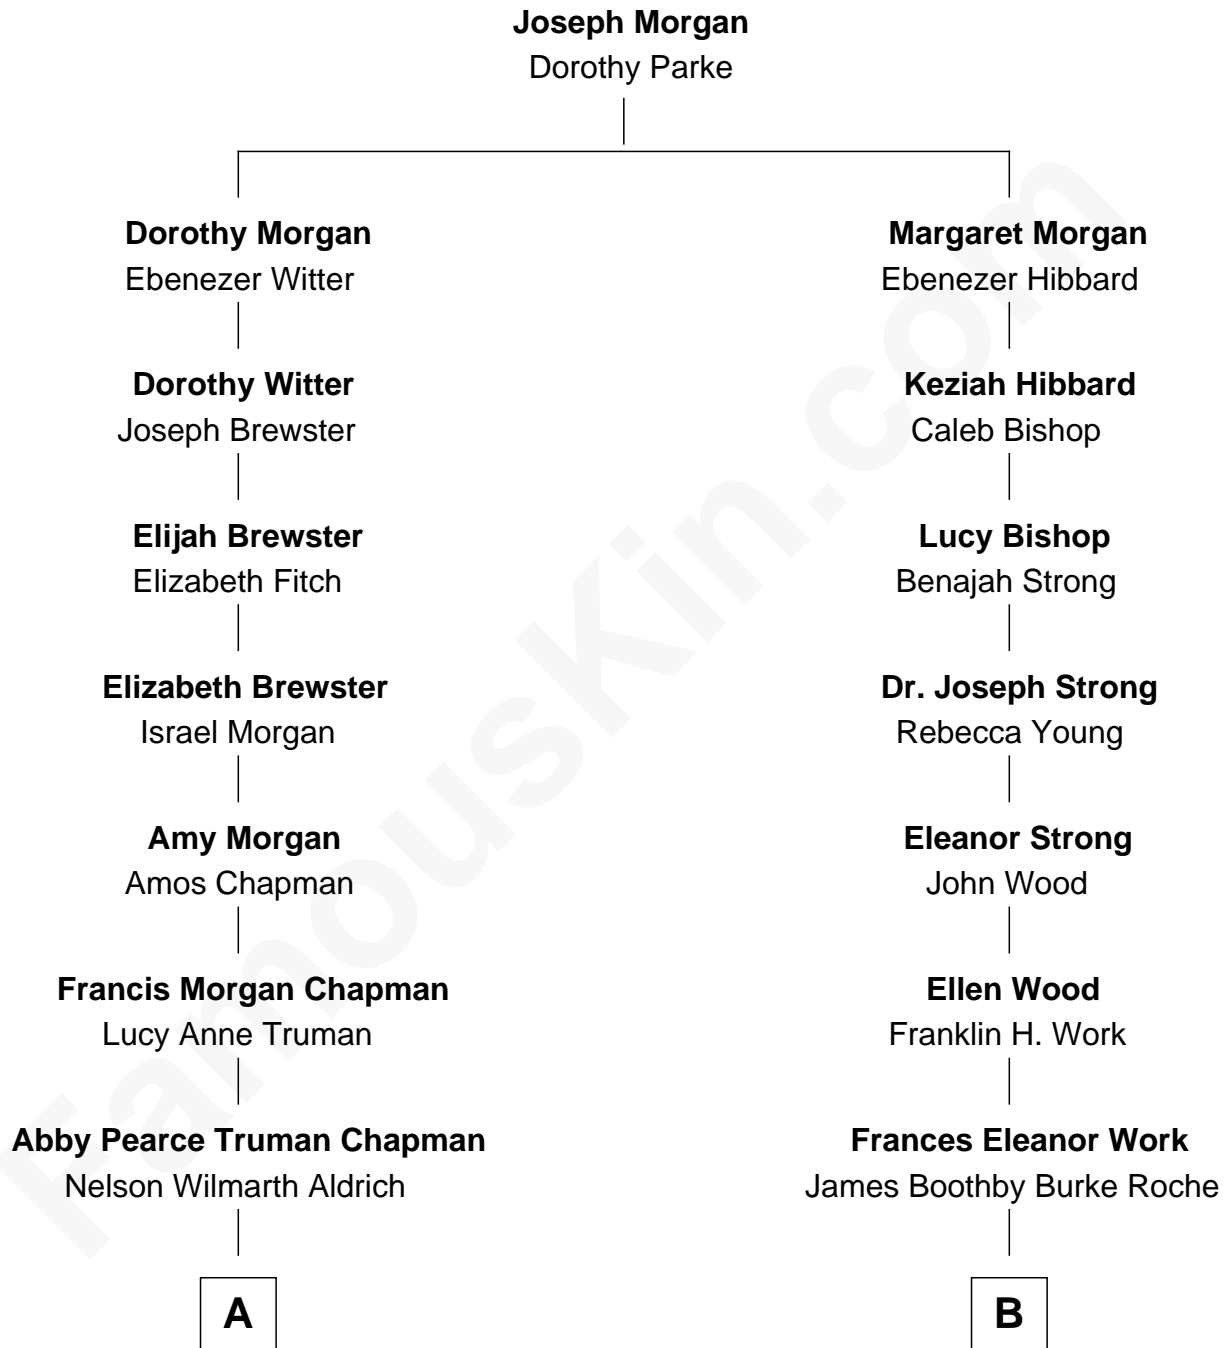 Joseph Morgan
Dorothy Parke
Dorothy Morgan
Ebenezer Witter
Dorothy Witter
Joseph Brewster
Elijah Brewster
Elizabeth Fitch
Elizabeth Brewster
Israel Morgan
Amy Morgan
Amos Chapman
Francis Morgan Chapman
Lucy Anne Truman
Abby Pearce Truman Chapman
Nelson Wilmarth Aldrich
A
Margaret Morgan
Ebenezer Hibbard
Keziah Hibbard
Caleb Bishop
Lucy Bishop
Benajah Strong
Dr. Joseph Strong
Rebecca Young
Eleanor Strong
John Wood
Ellen Wood
Franklin H. Work
Frances Eleanor Work
James Boothby Burke Roche
B
FamousKin.com